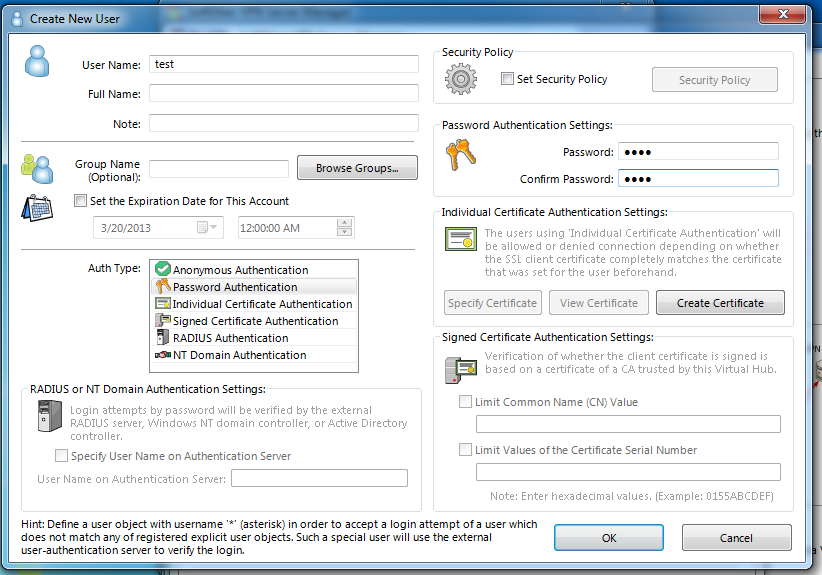 Create New User
User Name:
test
Full Name:
Note:
Group Name
(Optional):
Browse Groups...
Set the Expiration Date for This Account
3/20/2013
12:00:00 AM
Auth Type:
Anonymous Authentication
Password Authentication
Individual Certificate Authentication
Signed Certificate Authentication
RADIUS Authentication
NT Domain Authentication
RADIUS or NT Domain Authentication Settings:
Login attempts by password will be verified by the external
RADIUS server, Windows NT domain controller, or Active Directory
controller.
Specify User Name on Authentication Server
User Name on Authentication Server:
Security Policy
Set Security Policy
Security Policy
Password Authentication Settings:
Password:
●●●●
Confirm Password:
●●●●
Individual Certificate Authentication Settings:
The users using 'Individual Certificate Authentication' will
be allowed or denied connection depending on whether
the SSL client certificate completely matches the certificate
that was set for the user beforehand.
Specify Certificate
View Certificate
Create Certificate
Signed Certificate Authentication Settings:
Verification of whether the client certificate is signed is
based on a certificate of a CA trusted by this Virtual Hub.
Limit Common Name (CN) Value
Limit Values of the Certificate Serial Number
Note: Enter hexadecimal values. (Example: 0155ABCDEF)
Hint: Define a user object with username '*' (asterisk) in order to accept a login attempt of a user which
does not match any of registered explicit user objects. Such a special user will use the external
user-authentication server to verify the login.
OK
Cancel